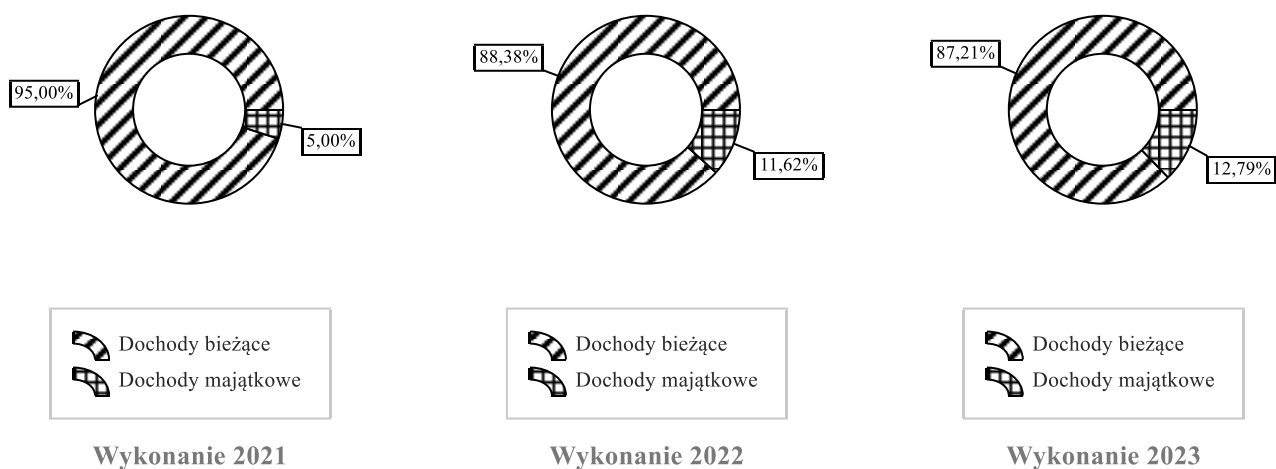 95,00%
5,00%
Dochody bieżące
Dochody majątkowe
Wykonanie 2021
88,38%
11,62%
Dochody bieżące
Dochody majątkowe
Wykonanie 2022
87,21%
12,79%
Dochody bieżące
Dochody majątkowe
Wykonanie 2023